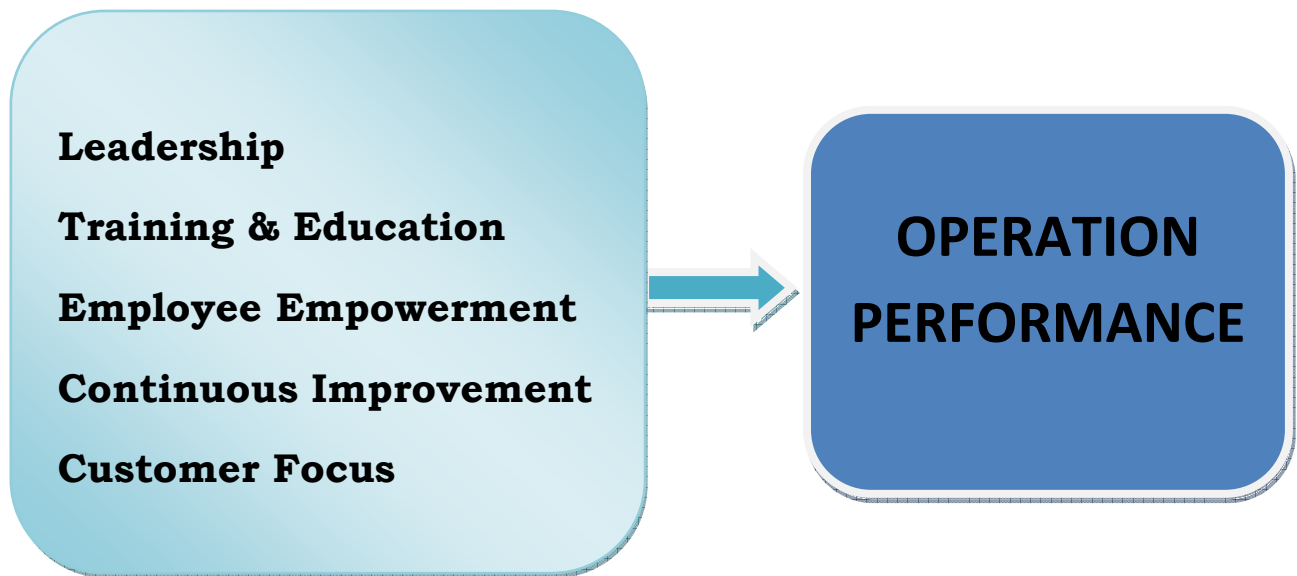 Leadership
Training & Education
Employee Empowerment
Continuous Improvement
Customer Focus
OPERATION
PERFORMANCE